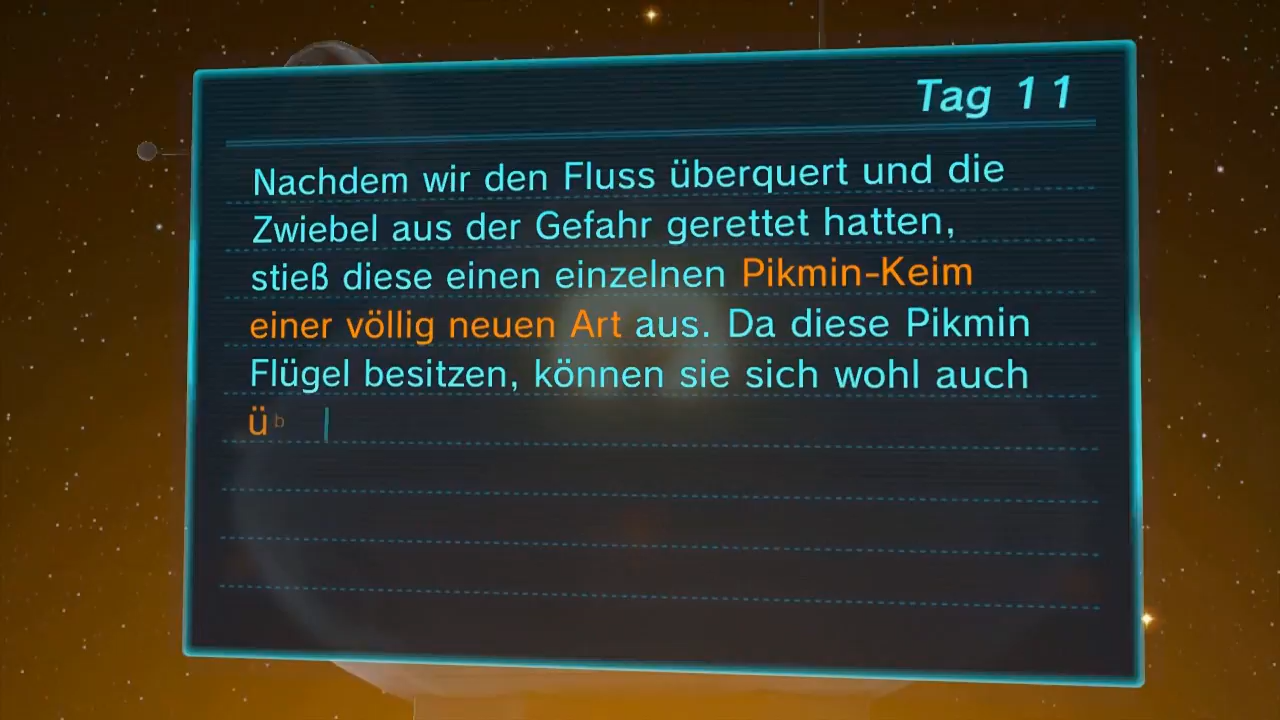 Tag 11
Nachdem wir den Fluss überquert und die
Zwiebel aus der Gefahr gerettet hatten,
stieß diese einen einzelnen Pikmin-Keim
einer völlig neuen Art aus. Da diese Pikmin
Flügel besitzen, können sie sich wohl auch
üb